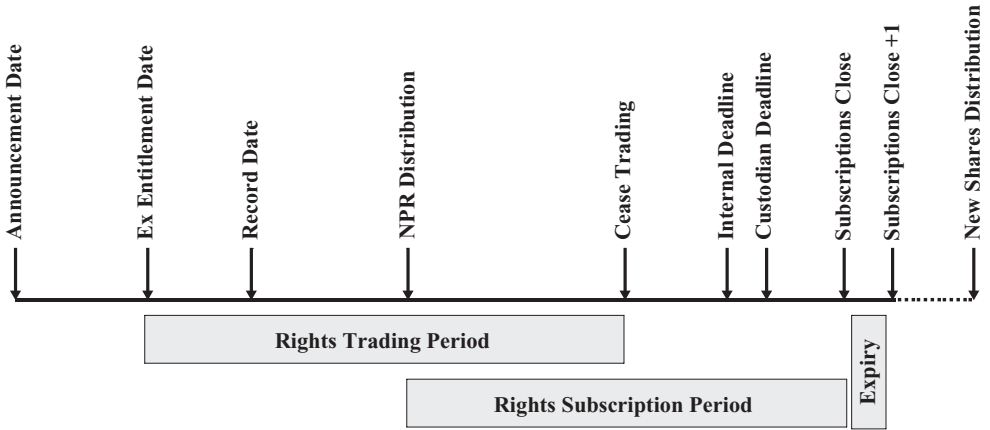 Announcement Date
Ex Entitlement Date
Record Date
NPR Distribution
Cease Trading
Internal Deadline
Custodian Deadline
Subscriptions Close
Subscriptions Close +1
New Shares Distribution
Rights Trading Period
Rights Subscription Period
Expiry